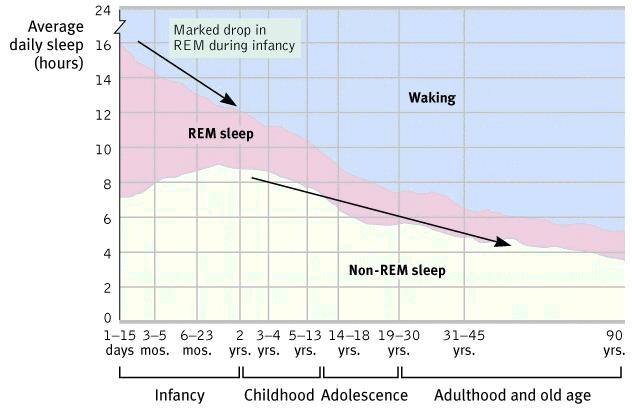 Average
daily sleep
(hours)
24
16
14
12
10
8
6
4
2
0
Marked drop in
REM during infancy
Waking
REM sleep
Non-REM sleep
1–15 3–5 6–23 2 3–4 5–13 14–18 19–30 31–45 90
days mos. mos. yrs. yrs. yrs. yrs. yrs. yrs. yrs.
Infancy Childhood Adolescence Adulthood and old age